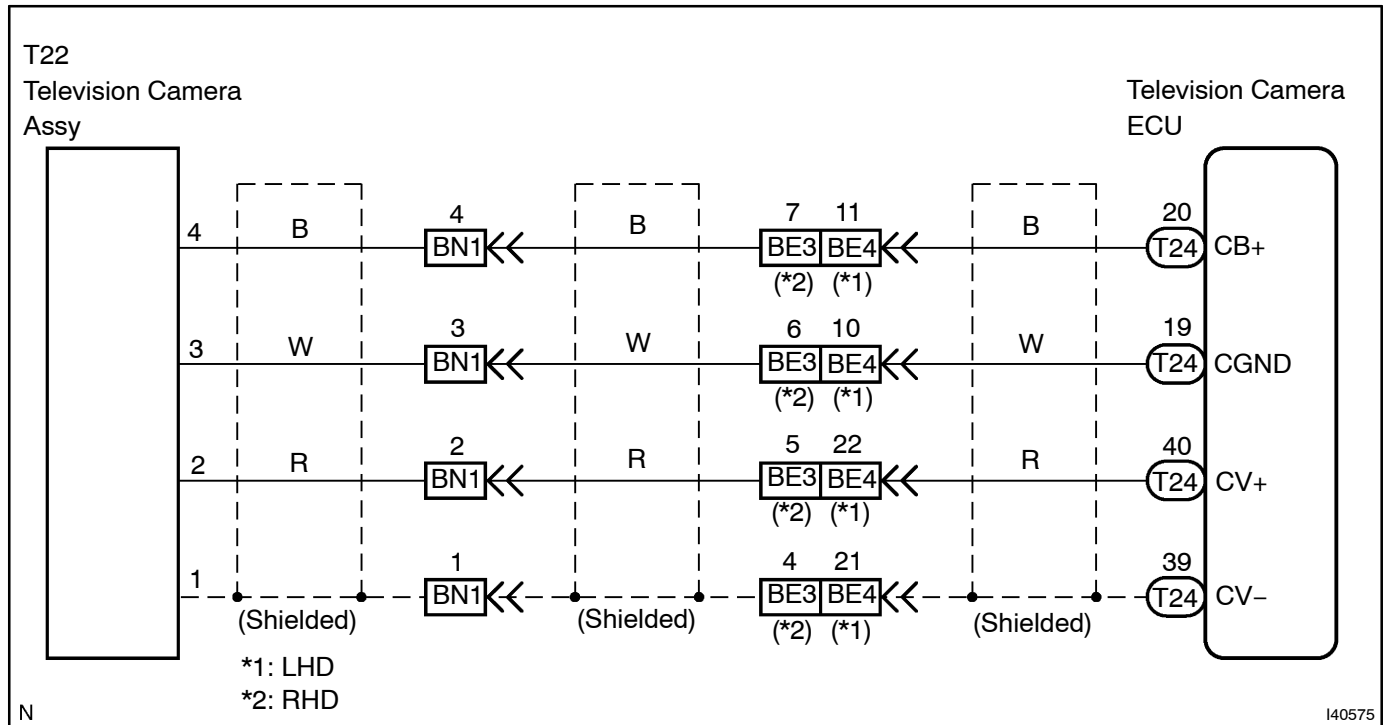 T22
Television Camera
Assy
Television Camera
ECU
4 B 4 B 7 11 B 20
BN1 BE3 BE4 T24 CB+
(*2) (*1)
3 W 3 W 6 10 W 19
BN1 BE3 BE4 T24 CGND
(*2) (*1)
2 R 2 R 5 22 R 40
BN1 BE3 BE4 T24 CV+
(*2) (*1)
1 1 4 21 39
BN1 BE3 BE4 T24 CV−
(Shielded) (Shielded) (*2) (*1) (Shielded)
*1: LHD
*2: RHD
N I40575